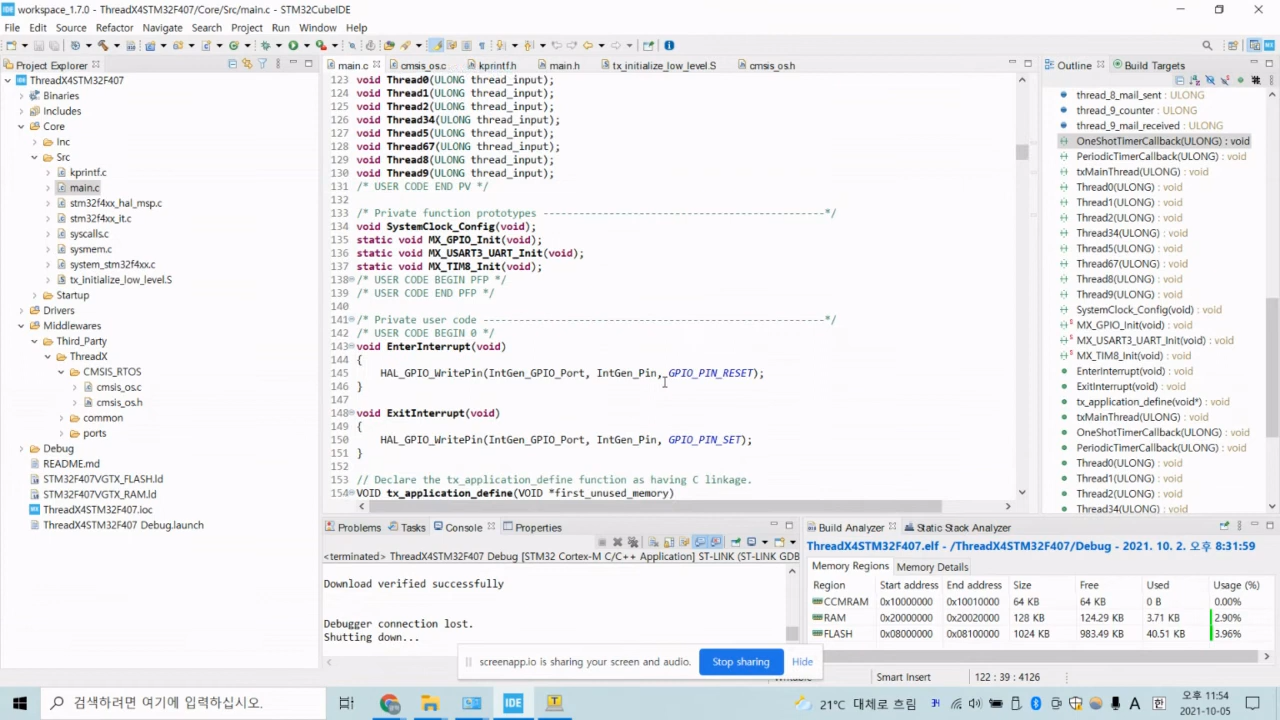 workspace_1.7.0 - ThreadX4STM32F407/Core/Src/main.c - STM32CubeIDE
File Edit Source Refactor Navigate Search Project Run Window Help
Project Explorer
ThreadX4STM32F407
Binaries
Includes
Core
Inc
Src
kprintf.c
main.c
stm32f4xx_hal_msp.c
stm32f4xx_it.c
syscalls.c
sysmem.c
system_stm32f4xx.c
tx_initialize_low_level.S
Startup
Drivers
Middlewares
Third_Party
ThreadX
CMSIS_RTOS
cmsis_os.c
cmsis_os.h
common
ports
Debug
README.md
STM32F407VGTX_FLASH.ld
STM32F407VGTX_RAM.ld
ThreadX4STM32F407.ioc
ThreadX4STM32F407 Debug.launch
main.c cmsis_os.c kprintf.h main.h tx_initialize_low_level.S cmsis_os.h
123 void Thread0(ULONG thread_input);
124 void Thread1(ULONG thread_input);
125 void Thread2(ULONG thread_input);
126 void Thread34(ULONG thread_input);
127 void Thread5(ULONG thread_input);
128 void Thread67(ULONG thread_input);
129 void Thread8(ULONG thread_input);
130 void Thread9(ULONG thread_input);
131 /* USER CODE END PV */
132
133 /* Private function prototypes -----------------------------------------------*/
134 void SystemClock_Config(void);
135 static void MX_GPIO_Init(void);
136 static void MX_USART3_UART_Init(void);
137 static void MX_TIM8_Init(void);
138 /* USER CODE BEGIN PFP */
139 /* USER CODE END PFP */
140
141 /* Private user code ---------------------------------------------------------*/
142 /* USER CODE BEGIN 0 */
143 void EnterInterrupt(void)
144 {
145 HAL_GPIO_WritePin(IntGen_GPIO_Port, IntGen_Pin, GPIO_PIN_RESET);
146 }
147
148 void ExitInterrupt(void)
149 {
150 HAL_GPIO_WritePin(IntGen_GPIO_Port, IntGen_Pin, GPIO_PIN_SET);
151 }
152
153 // Declare the tx_application_define function as having C linkage.
154 VOID tx_application_define(VOID *first_unused_memory)
Outline Build Targets
thread_8_mail_sent : ULONG
thread_9_counter : ULONG
thread_9_mail_received : ULONG
OneShotTimerCallback(ULONG) : void
PeriodicTimerCallback(ULONG) : void
txMainThread(ULONG) : void
Thread0(ULONG) : void
Thread1(ULONG) : void
Thread2(ULONG) : void
Thread34(ULONG) : void
Thread5(ULONG) : void
Thread67(ULONG) : void
Thread8(ULONG) : void
Thread9(ULONG) : void
SystemClock_Config(void) : void
MX_GPIO_Init(void) : void
MX_USART3_UART_Init(void) : void
MX_TIM8_Init(void) : void
EnterInterrupt(void) : void
ExitInterrupt(void) : void
tx_application_define(void*) : void
txMainThread(ULONG) : void
OneShotTimerCallback(ULONG) : void
PeriodicTimerCallback(ULONG) : void
Thread0(ULONG) : void
Thread1(ULONG) : void
Thread2(ULONG) : void
Thread34(ULONG) : void
Problems Tasks Console Properties
<terminated> ThreadX4STM32F407 Debug [STM32 Cortex-M C/C++ Application] ST-LINK (ST-LINK GDB
Download verified successfully
Debugger connection lost.
Shutting down...
Build Analyzer Static Stack Analyzer
ThreadX4STM32F407.elf - /ThreadX4STM32F407/Debug - 2021. 10. 2. 오후 8:31:59
Memory Regions Memory Details
Region Start address End address Size Free Used Usage (%)
CCMRAM 0x10000000 0x10010000 64 KB 64 KB 0 B 0.00%
RAM 0x20000000 0x20020000 128 KB 124.29 KB 3.71 KB 2.90%
FLASH 0x08000000 0x08100000 1024 KB 983.49 KB 40.51 KB 3.96%
screenapp.io is sharing your screen and audio. Stop sharing Hide
Smart Insert 122 : 39 : 4126
검색하려면 여기에 입력하십시오.
IDE
21°C 대체로 흐림 A 한 오후 11:54
2021-10-05